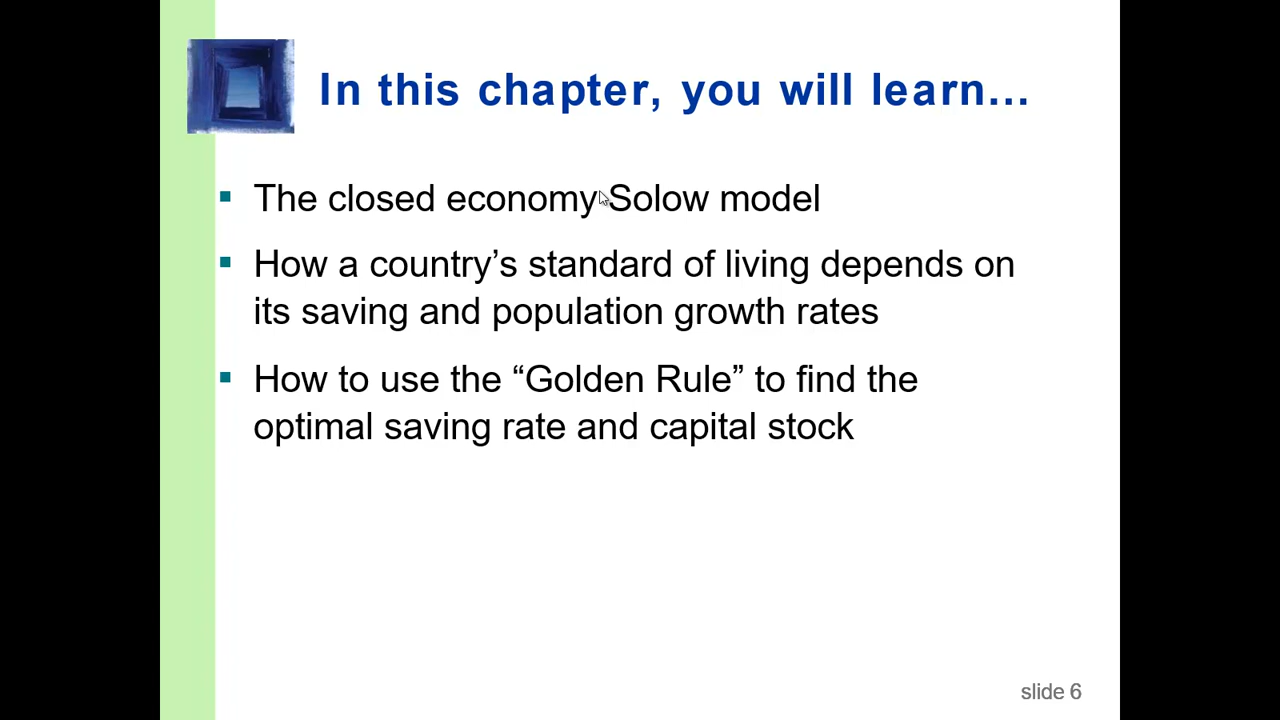 In this chapter, you will learn…
▪ The closed economy Solow model
▪ How a country’s standard of living depends on
its saving and population growth rates
▪ How to use the “Golden Rule” to find the
optimal saving rate and capital stock
slide 6